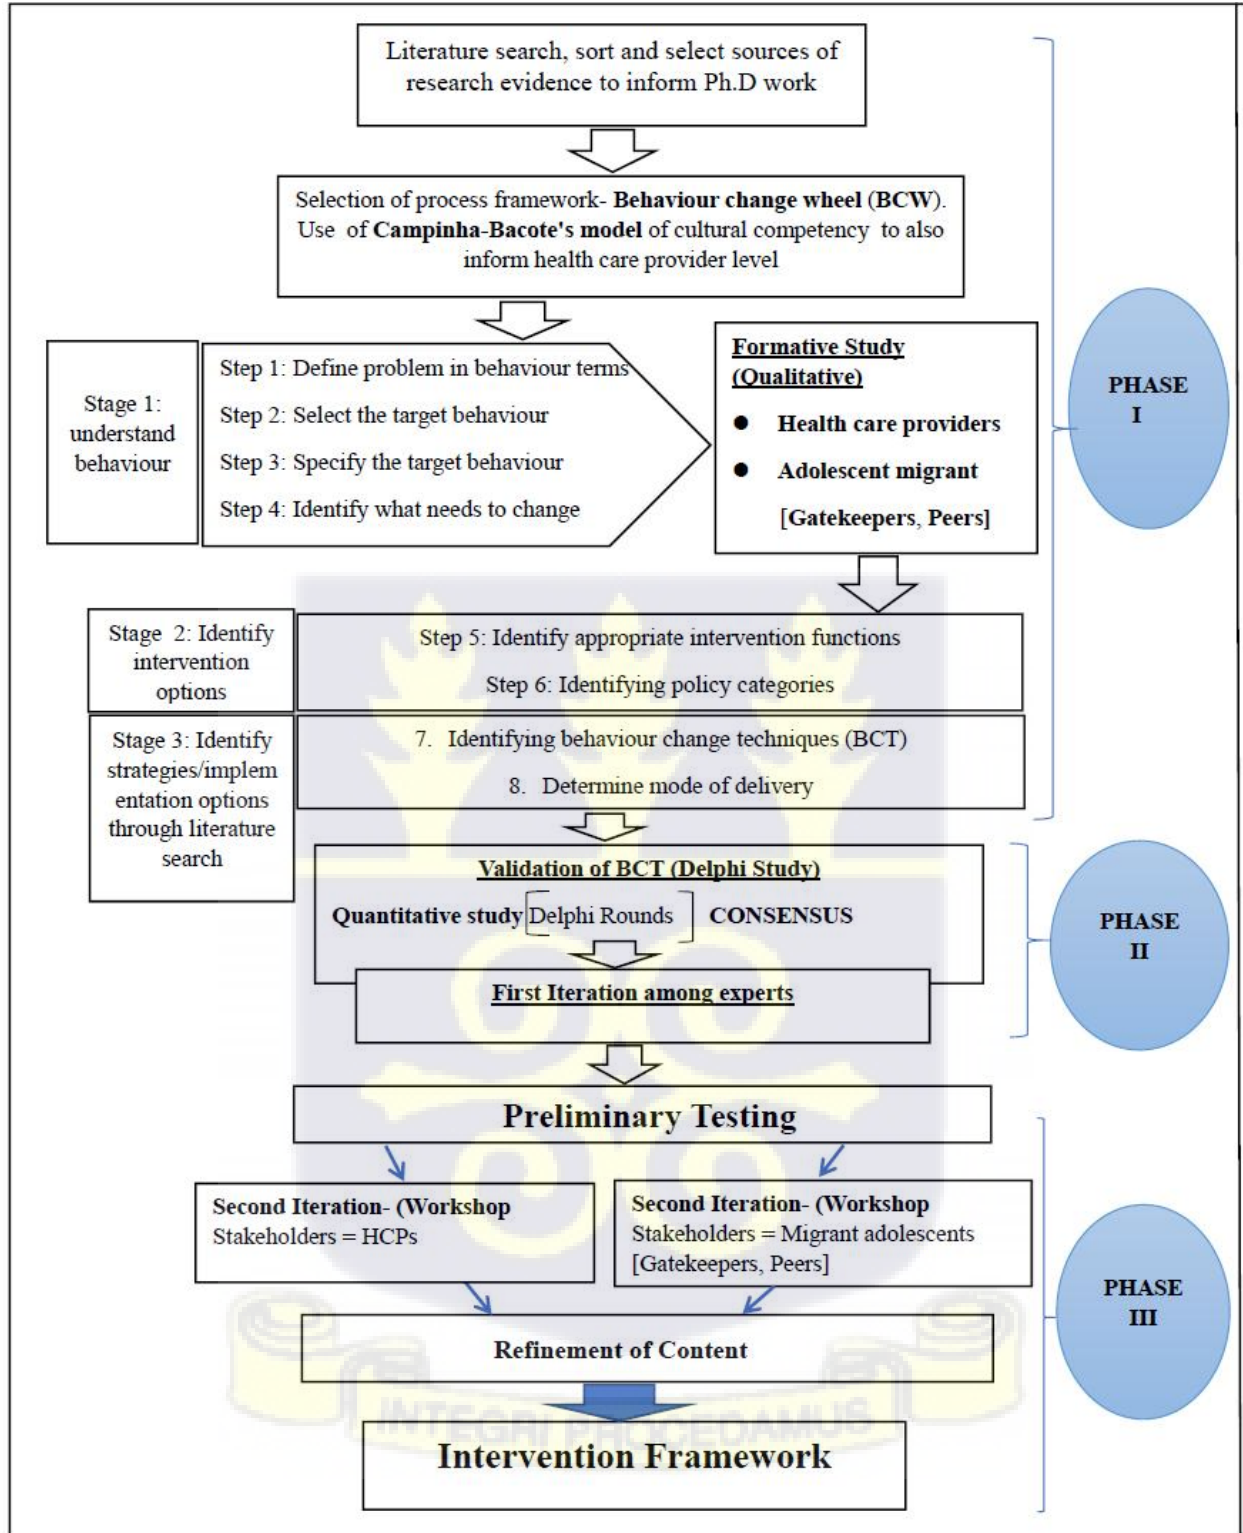 Literature search, sort and select sources of
research evidence to inform Ph.D work
Selection of process framework- Behaviour change wheel (BCW).
Use of Campinha-Bacote's model of cultural competency to also
inform health care provider level
Stage 1:
understand
behaviour
Step 1: Define problem in behaviour terms
Step 2: Select the target behaviour
Step 3: Specify the target behaviour
Step 4: Identify what needs to change
Formative Study
(Qualitative)
● Health care providers
● Adolescent migrant
[Gatekeepers, Peers]
PHASE
I
Stage 2: Identify
intervention
options
Step 5: Identify appropriate intervention functions
Step 6: Identifying policy categories
Stage 3: Identify
strategies/implem
entation options
through literature
search
7. Identifying behaviour change techniques (BCT)
8. Determine mode of delivery
Validation of BCT (Delphi Study)
Quantitative study Delphi Rounds CONSENSUS
First Iteration among experts
PHASE
II
Preliminary Testing
Second Iteration- (Workshop
Stakeholders = HCPs
Second Iteration- (Workshop
Stakeholders = Migrant adolescents
[Gatekeepers, Peers]
PHASE
III
Refinement of Content
INTEGRI PROCEDAMUS
Intervention Framework